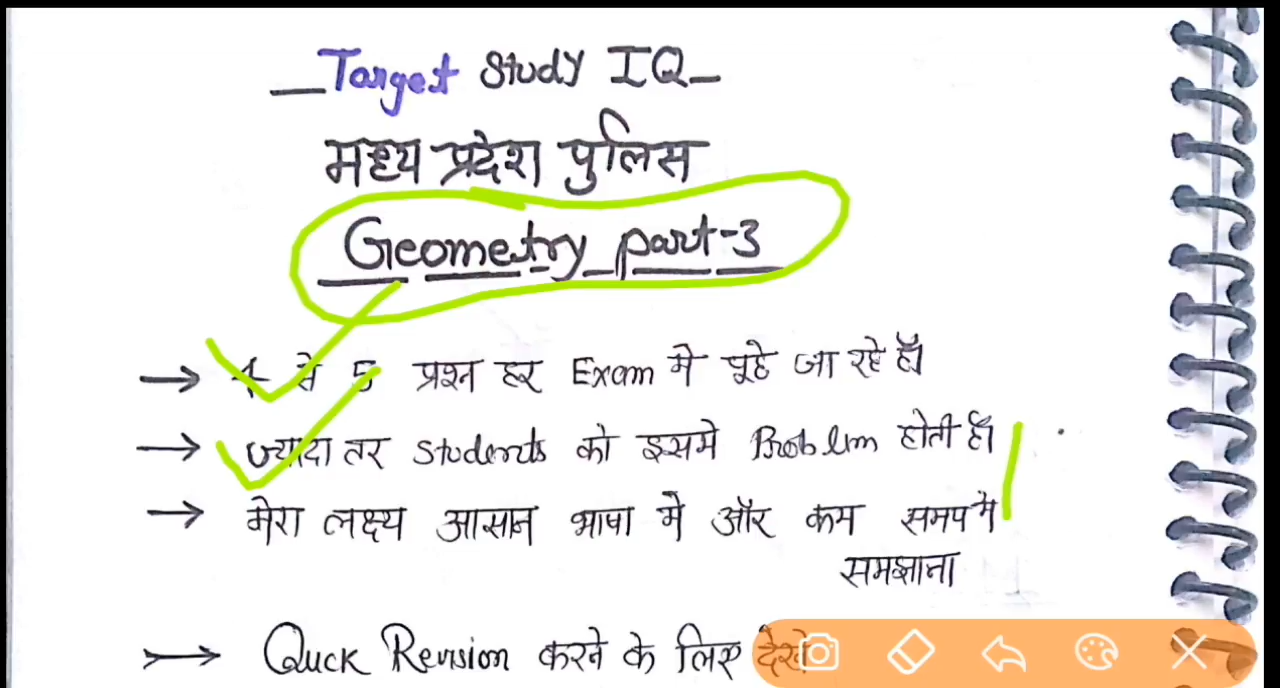 Target Study IQ
मध्य प्रदेश पुलिस
Geometry part-3
→ 4 से 5 प्रश्न हर Exam मे पूछे जा रहे हैं।
→ ज्यादा तर students को इसमे Problem होती है।
→ मेरा लक्ष्य आसान भाषा मे और कम समय मे
समझाना
→ Quck Revision करने के लिए देखे